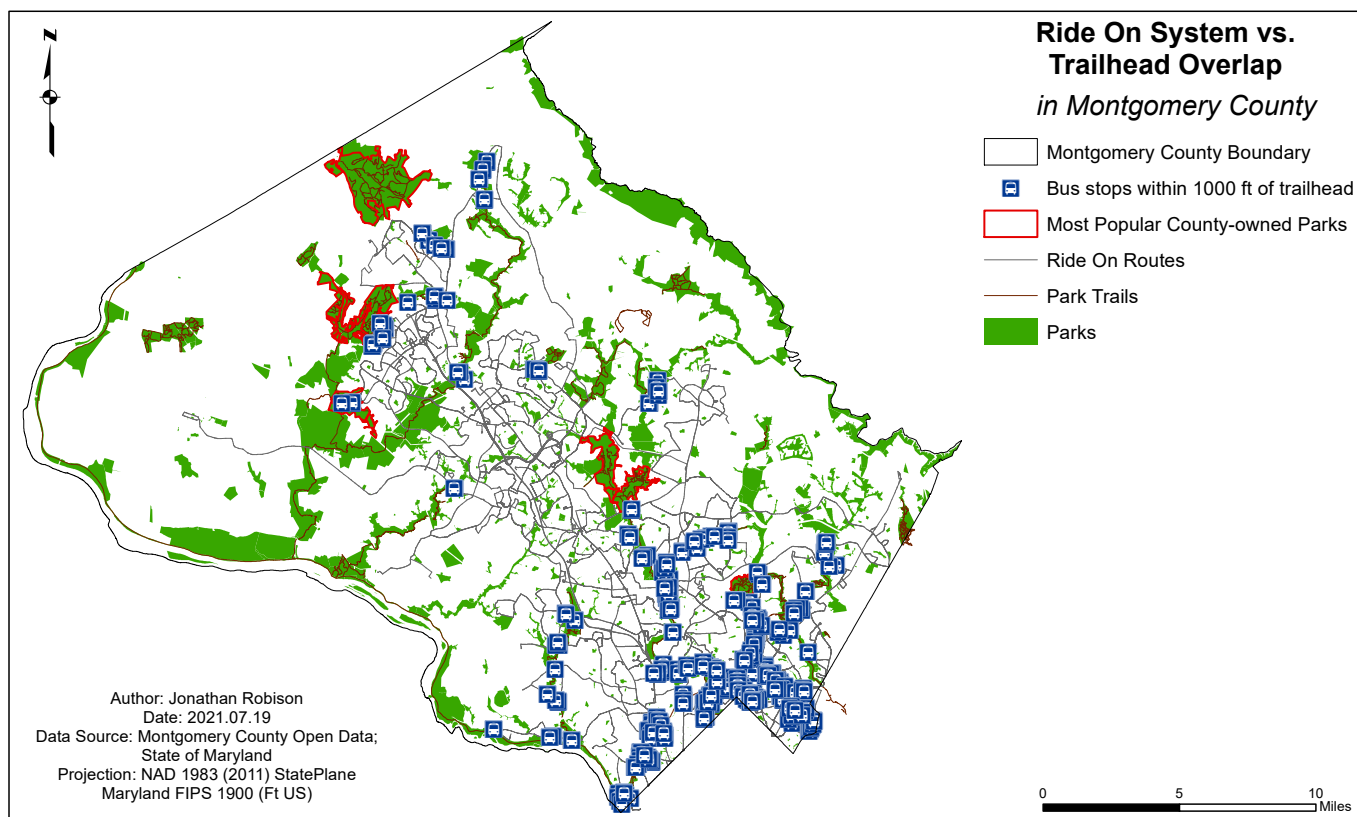 Ride On System vs.
Trailhead Overlap
in Montgomery County
Montgomery County Boundary
Bus stops within 1000 ft of trailhead
Most Popular County-owned Parks
Ride On Routes
Park Trails
Parks
N
Author: Jonathan Robison
Date: 2021.07.19
Data Source: Montgomery County Open Data;
State of Maryland
Projection: NAD 1983 (2011) StatePlane
Maryland FIPS 1900 (Ft US)
0 5 10
Miles